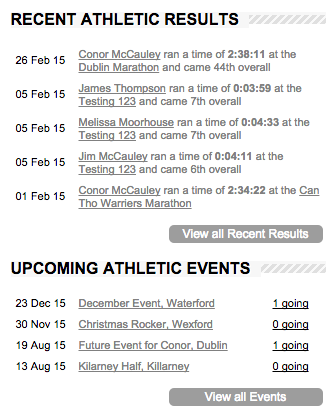 RECENT ATHLETIC RESULTS
26 Feb 15 Conor McCauley ran a time of 2:38:11 at the
Dublin Marathon and came 44th overall
05 Feb 15 James Thompson ran a time of 0:03:59 at the
Testing 123 and came 7th overall
05 Feb 15 Melissa Moorhouse ran a time of 0:04:33 at the
Testing 123 and came 7th overall
05 Feb 15 Jim McCauley ran a time of 0:04:11 at the
Testing 123 and came 6th overall
01 Feb 15 Conor McCauley ran a time of 2:34:22 at the Can
Tho Warriers Marathon
View all Recent Results
UPCOMING ATHLETIC EVENTS
23 Dec 15 December Event, Waterford 1 going
30 Nov 15 Christmas Rocker, Wexford 0 going
19 Aug 15 Future Event for Conor, Dublin 1 going
13 Aug 15 Kilarney Half, Killarney 0 going
View all Events